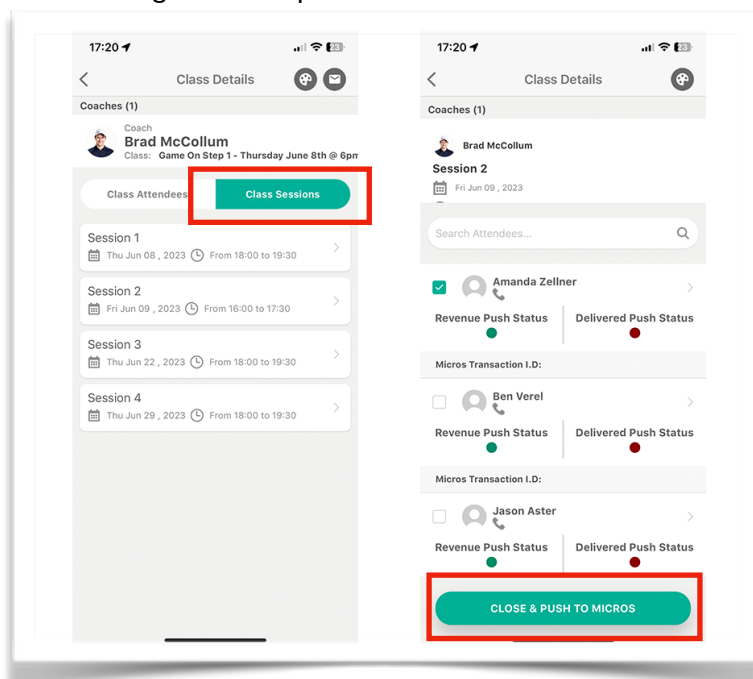 17:20
23
Class Details
Coaches (1)
Coach
Brad McCollum
Class: Game On Step 1 - Thursday June 8th @ 6pm
Class Attendees
Class Sessions
Session 1
Thu Jun 08 , 2023 From 18:00 to 19:30
Session 2
Fri Jun 09 , 2023 From 16:00 to 17:30
Session 3
Thu Jun 22 , 2023 From 18:00 to 19:30
Session 4
Thu Jun 29 , 2023 From 18:00 to 19:30
17:20
23
Class Details
Coaches (1)
Brad McCollum
Session 2
Fri Jun 09 , 2023
Search Attendees...
Amanda Zellner
Revenue Push Status Delivered Push Status
Micros Transaction I.D:
Ben Verel
Revenue Push Status Delivered Push Status
Micros Transaction I.D:
Jason Aster
Revenue Push Status Delivered Push Status
CLOSE & PUSH TO MICROS